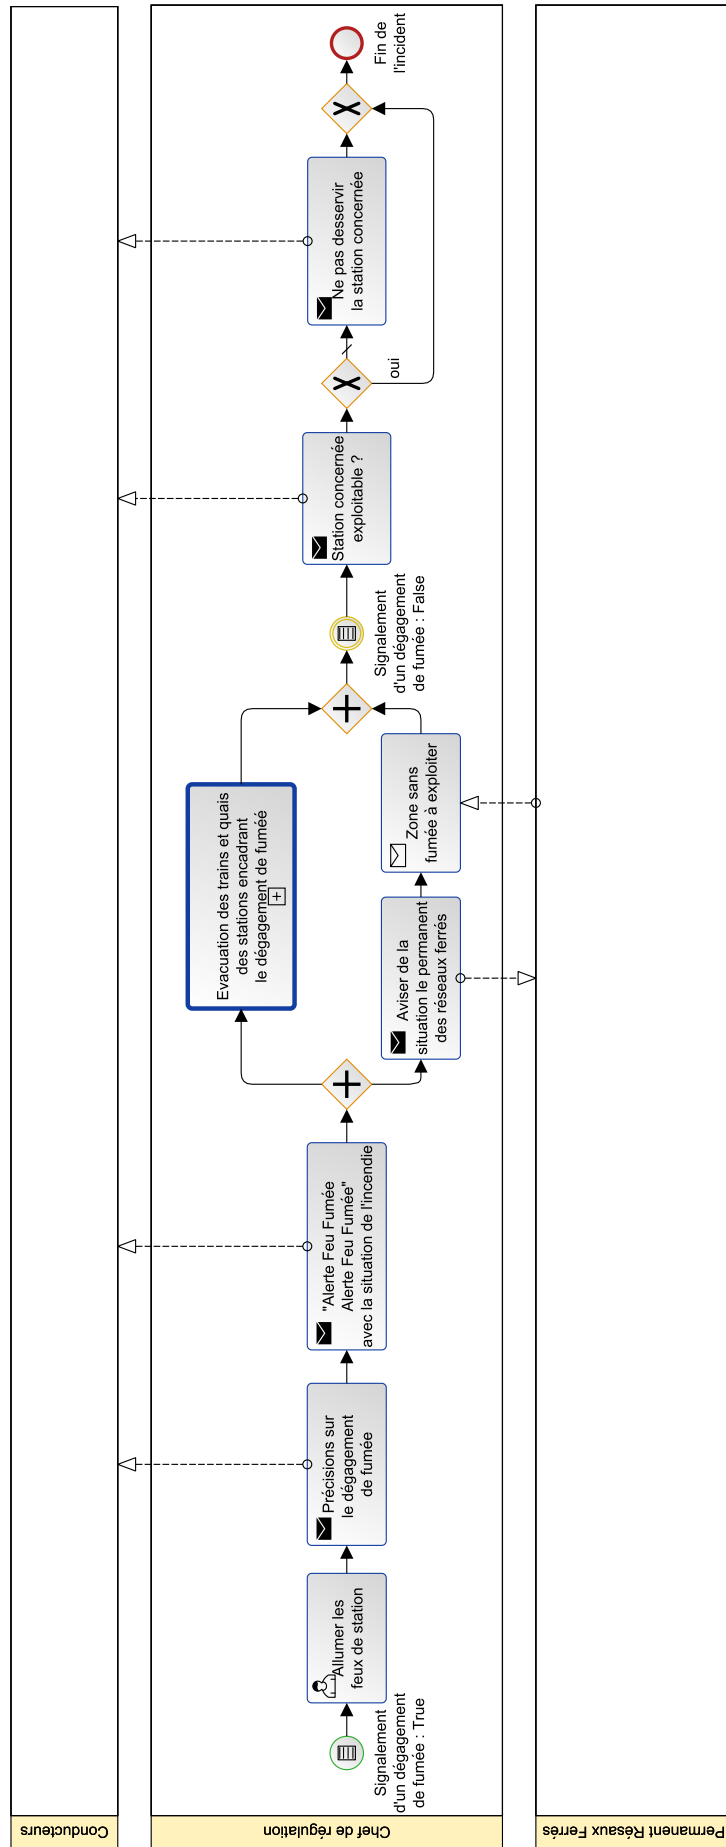 Conducteurs
Chef de régulation
Permanent Résaux Ferrés
Signalement
d'un dégagement
de fumée : True
Allumer les
feux de station
Précisions sur
le dégagement
de fumée
"Alerte Feu Fumée
Alerte Feu Fumée"
avec la situation de l'incendie
Evacuation des trains et quais
des stations encadrant
le dégagement de fuméé
Aviser de la
situation le permanent
des réseaux ferrés
Zone sans
fumée à exploiter
Signalement
d'un dégagement
de fumée : False
Station concernée
exploitable ?
oui
Ne pas desservir
la station concernée
Fin de
l'incident